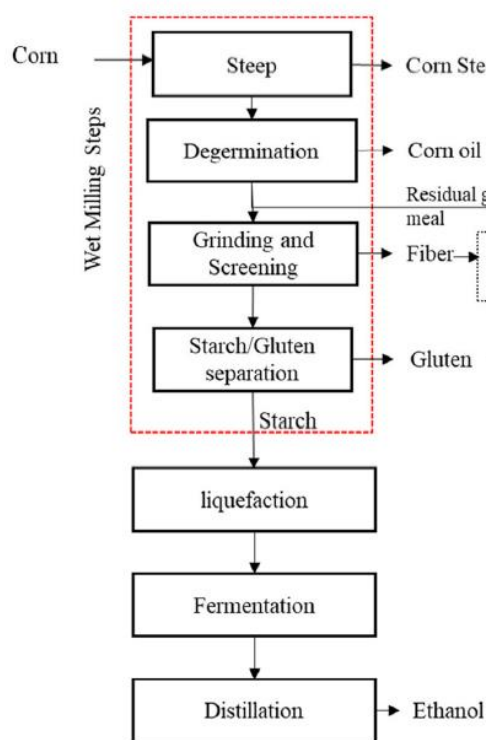 Corn
Steep
Corn Ste
Wet Milling Steps
Degermination
Corn oil
Residual g
meal
Grinding and
Screening
Fiber
Starch/Gluten
separation
Gluten
Starch
liquefaction
Fermentation
Distillation
Ethanol